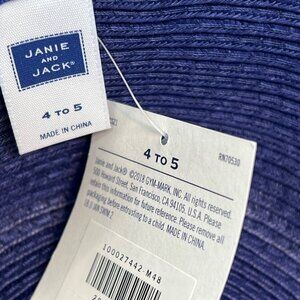 JANIE
AND
JACK®
4 TO 5
MADE IN CHINA
4 TO 5
RN70530
Janie and Jack® ©2018 GYM-MARK, INC. All rights reserved.
500 Howard Street, San Francisco, CA 94105, U.S.A. Please
retain this information for future reference. Please remove all
packaging before entrusting to a child. MADE IN CHINA
100027442-M48